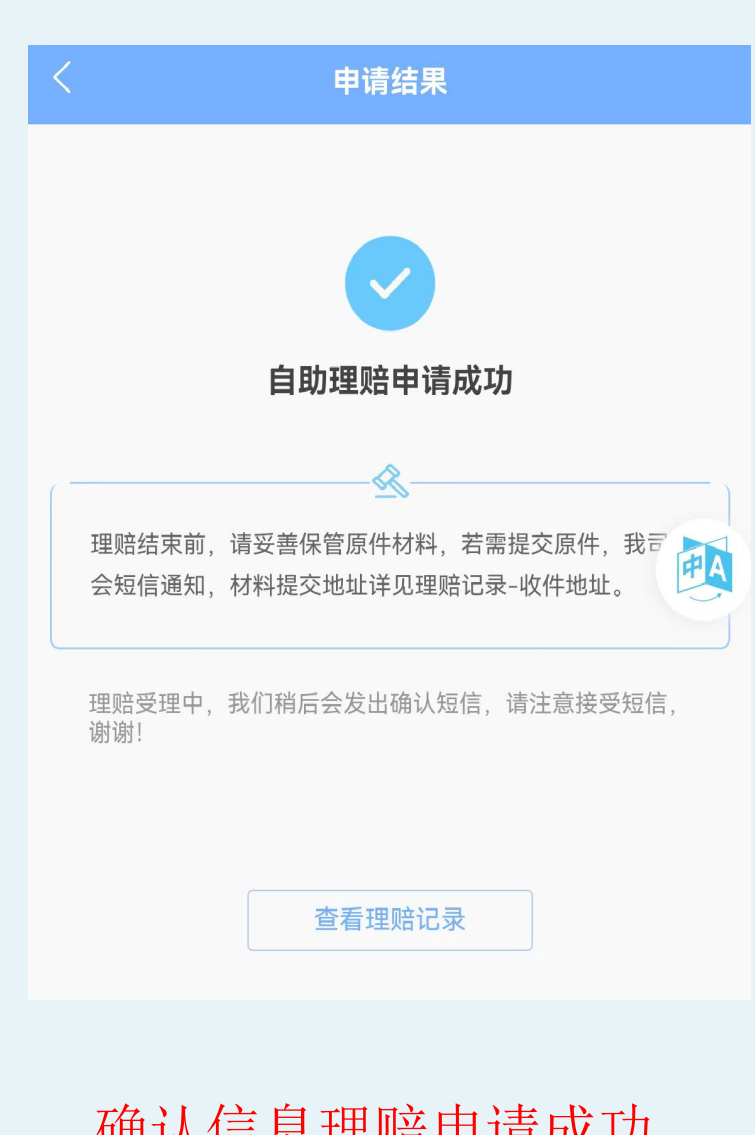 申请结果
自助理赔申请成功
理赔结束前，请妥善保管原件材料，若需提交原件，我司
会短信通知，材料提交地址详见理赔记录-收件地址。
中A
理赔受理中，我们稍后会发出确认短信，请注意接受短信，
谢谢！
查看理赔记录
确认信息理赔申请成功